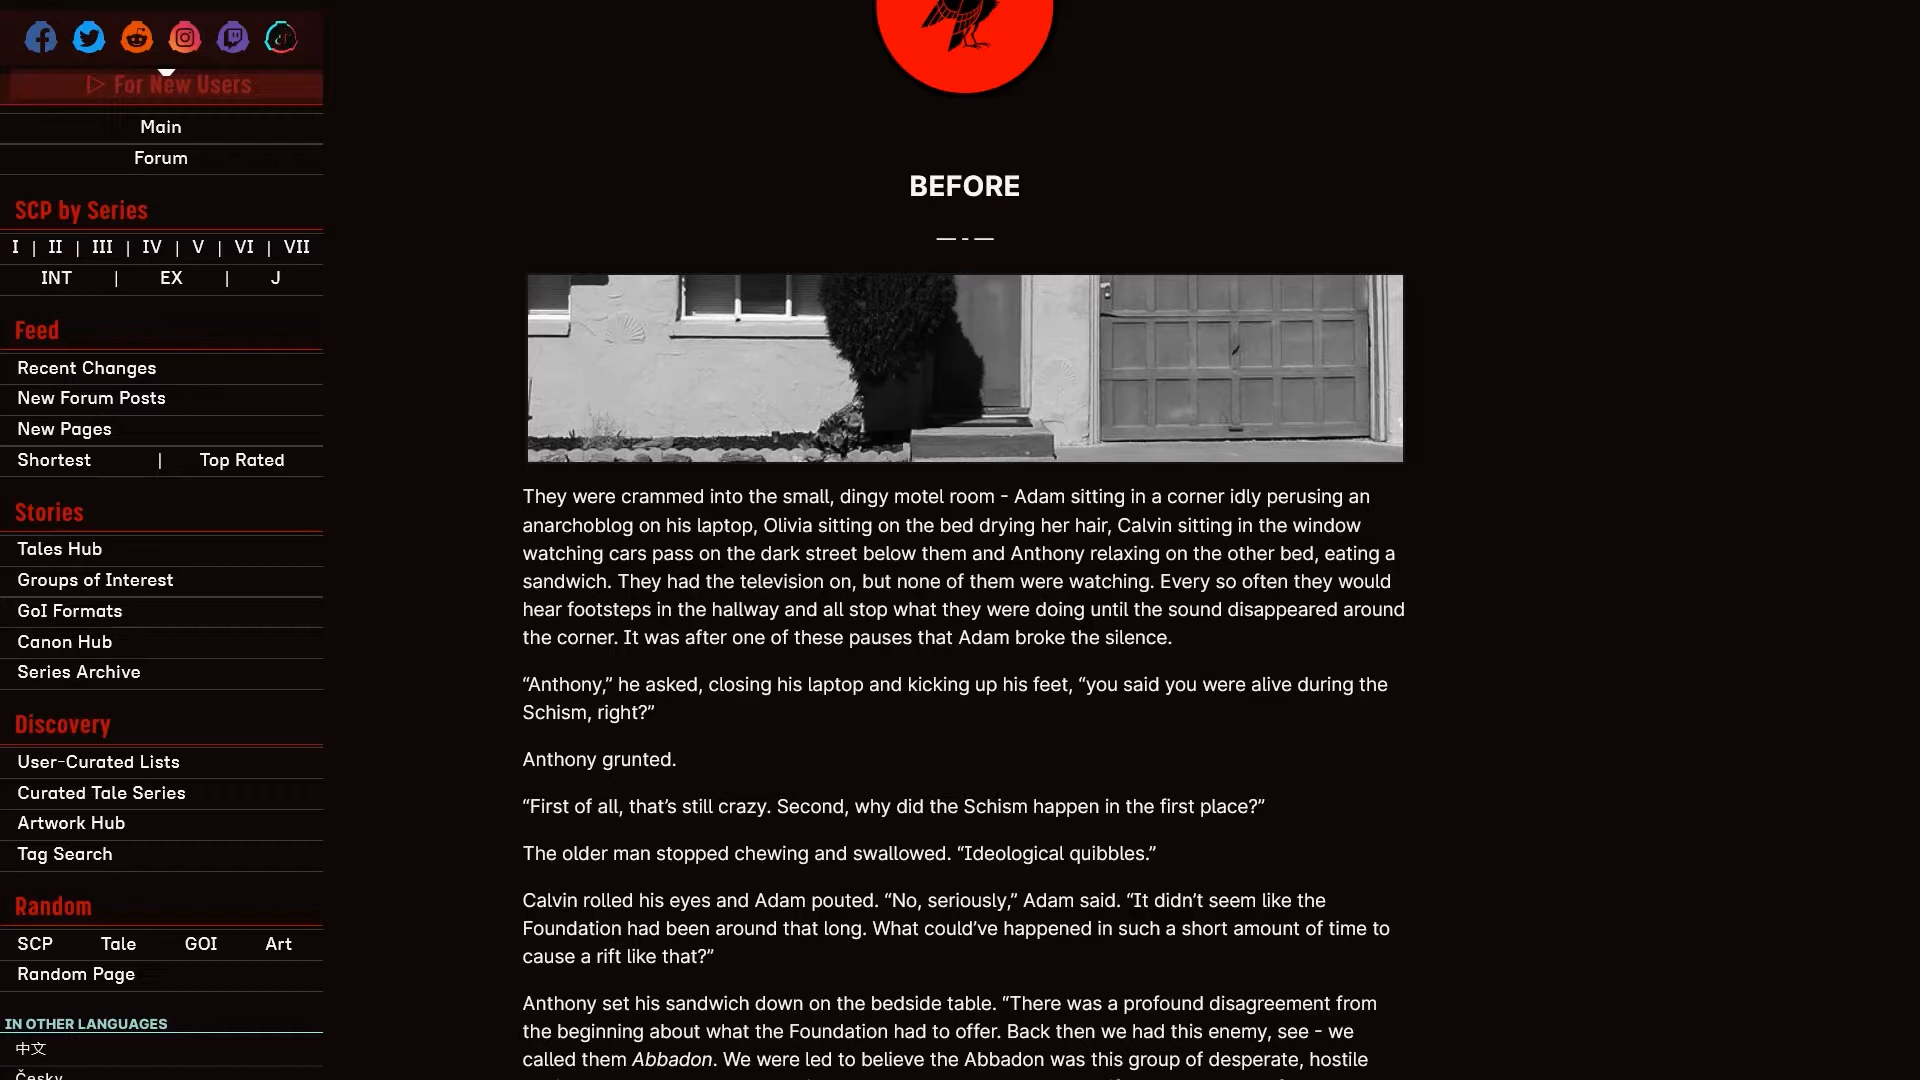 ▷ For New Users
Main
Forum
SCP by Series
I | II | III | IV | V | VI | VII
INT | EX | J
Feed
Recent Changes
New Forum Posts
New Pages
Shortest | Top Rated
Stories
Tales Hub
Groups of Interest
GoI Formats
Canon Hub
Series Archive
Discovery
User-Curated Lists
Curated Tale Series
Artwork Hub
Tag Search
Random
SCP Tale GOI Art
Random Page
IN OTHER LANGUAGES
中文
Česky
BEFORE
— - —
They were crammed into the small, dingy motel room - Adam sitting in a corner idly perusing an
anarchoblog on his laptop, Olivia sitting on the bed drying her hair, Calvin sitting in the window
watching cars pass on the dark street below them and Anthony relaxing on the other bed, eating a
sandwich. They had the television on, but none of them were watching. Every so often they would
hear footsteps in the hallway and all stop what they were doing until the sound disappeared around
the corner. It was after one of these pauses that Adam broke the silence.
“Anthony,” he asked, closing his laptop and kicking up his feet, “you said you were alive during the
Schism, right?”
Anthony grunted.
“First of all, that’s still crazy. Second, why did the Schism happen in the first place?”
The older man stopped chewing and swallowed. “Ideological quibbles.”
Calvin rolled his eyes and Adam pouted. “No, seriously,” Adam said. “It didn’t seem like the
Foundation had been around that long. What could’ve happened in such a short amount of time to
cause a rift like that?”
Anthony set his sandwich down on the bedside table. “There was a profound disagreement from
the beginning about what the Foundation had to offer. Back then we had this enemy, see - we
called them Abbadon. We were led to believe the Abbadon was this group of desperate, hostile